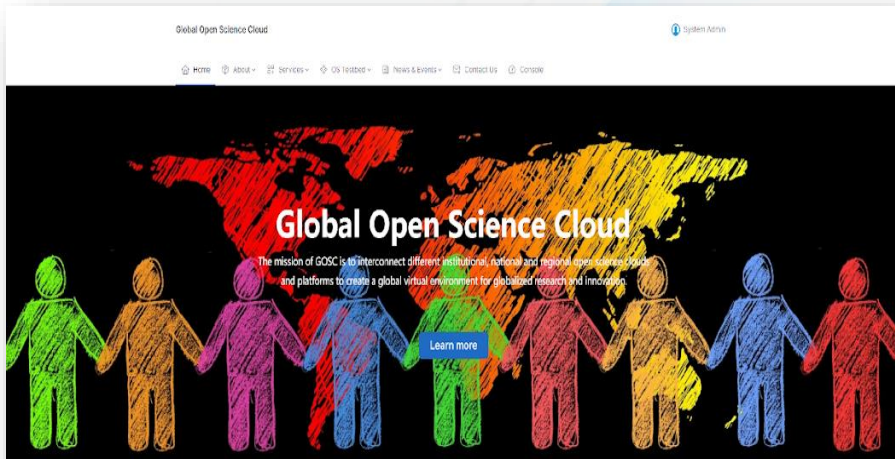 Global Open Science Cloud
System Admin
Home About Services OS Testbed News & Events Contact Us Console
Global Open Science Cloud
The mission of GOSC is to interconnect different institutional, national and regional open science clouds
and platforms to create a global virtual environment for globalized research and innovation.
Learn more